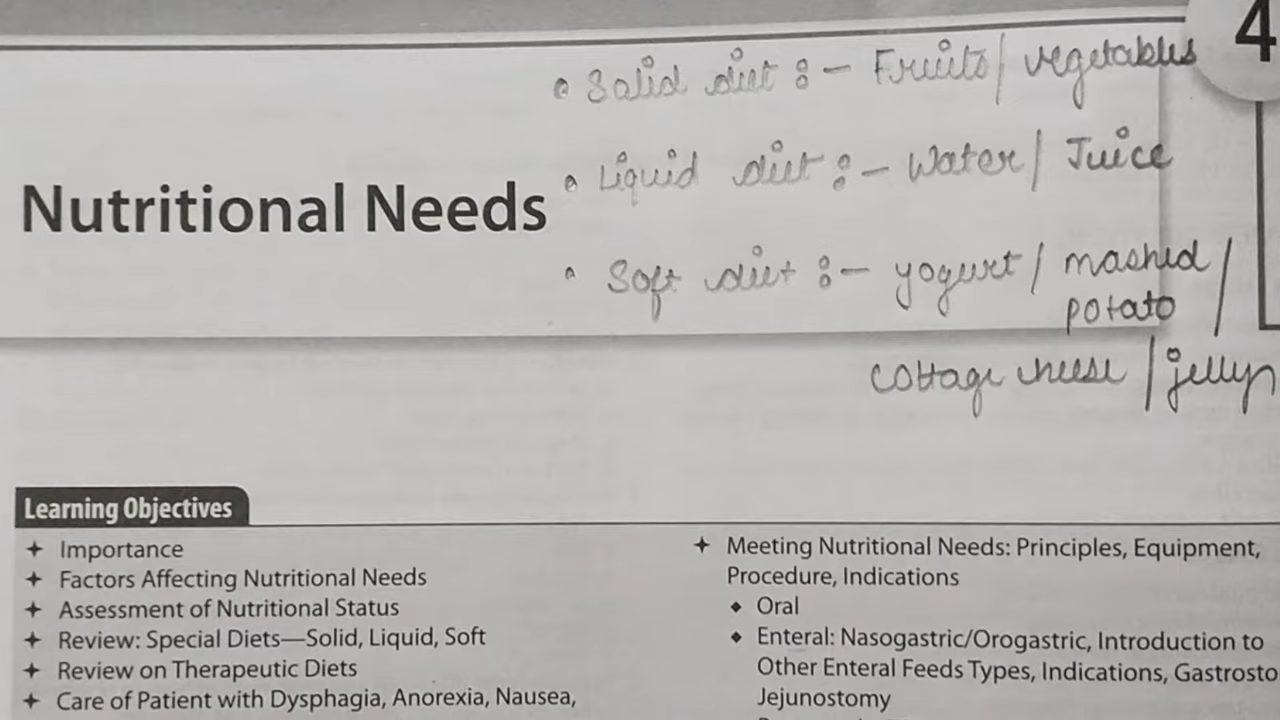 4
• Salid diet :- Fruits/ vegetables
• Liquid diet :- Water/ Juice
Nutritional Needs
• Soft diet :- yogurt / mashed /
potato
cottage cheese / jelly
Learning Objectives
+ Importance
+ Factors Affecting Nutritional Needs
+ Assessment of Nutritional Status
+ Review: Special Diets—Solid, Liquid, Soft
+ Review on Therapeutic Diets
+ Care of Patient with Dysphagia, Anorexia, Nausea,
+ Meeting Nutritional Needs: Principles, Equipment,
Procedure, Indications
◆ Oral
◆ Enteral: Nasogastric/Orogastric, Introduction to
Other Enteral Feeds Types, Indications, Gastrosto
Jejunostomy